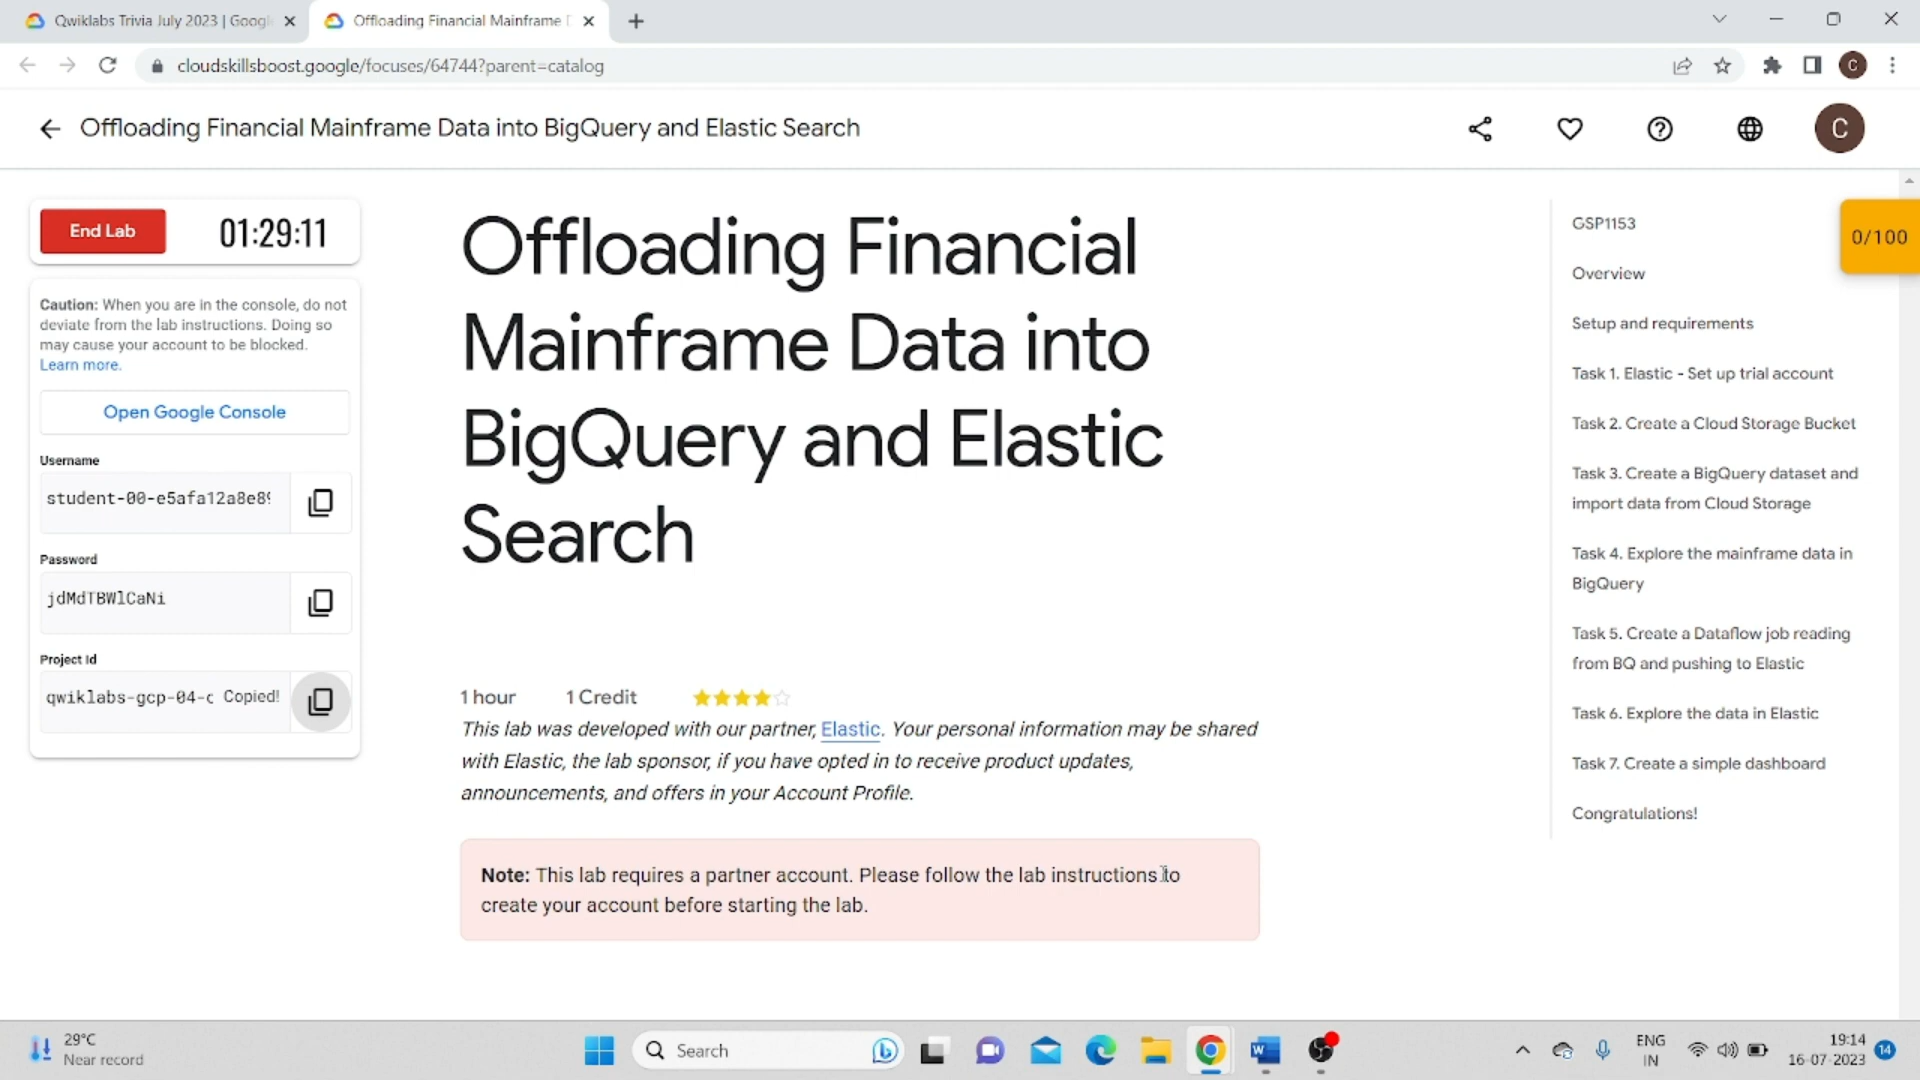 Qwiklabs Trivia July 2023 | Googl
Offloading Financial Mainframe D
cloudskillsboost.google/focuses/64744?parent=catalog
C
Offloading Financial Mainframe Data into BigQuery and Elastic Search
C
End Lab
01:29:11
Caution: When you are in the console, do not
deviate from the lab instructions. Doing so
may cause your account to be blocked.
Learn more.
Open Google Console
Username
student-00-e5afa12a8e89
Password
jdMdTBWlCaNi
Project Id
qwiklabs-gcp-04-c Copied!
Offloading Financial
Mainframe Data into
BigQuery and Elastic
Search
1 hour 1 Credit
This lab was developed with our partner, Elastic. Your personal information may be shared
with Elastic, the lab sponsor, if you have opted in to receive product updates,
announcements, and offers in your Account Profile.
Note: This lab requires a partner account. Please follow the lab instructions to
create your account before starting the lab.
GSP1153
Overview
Setup and requirements
Task 1. Elastic - Set up trial account
Task 2. Create a Cloud Storage Bucket
Task 3. Create a BigQuery dataset and
import data from Cloud Storage
Task 4. Explore the mainframe data in
BigQuery
Task 5. Create a Dataflow job reading
from BQ and pushing to Elastic
Task 6. Explore the data in Elastic
Task 7. Create a simple dashboard
Congratulations!
0/100
29°C
Near record
Search
ENG
IN
19:14
16-07-2023
14